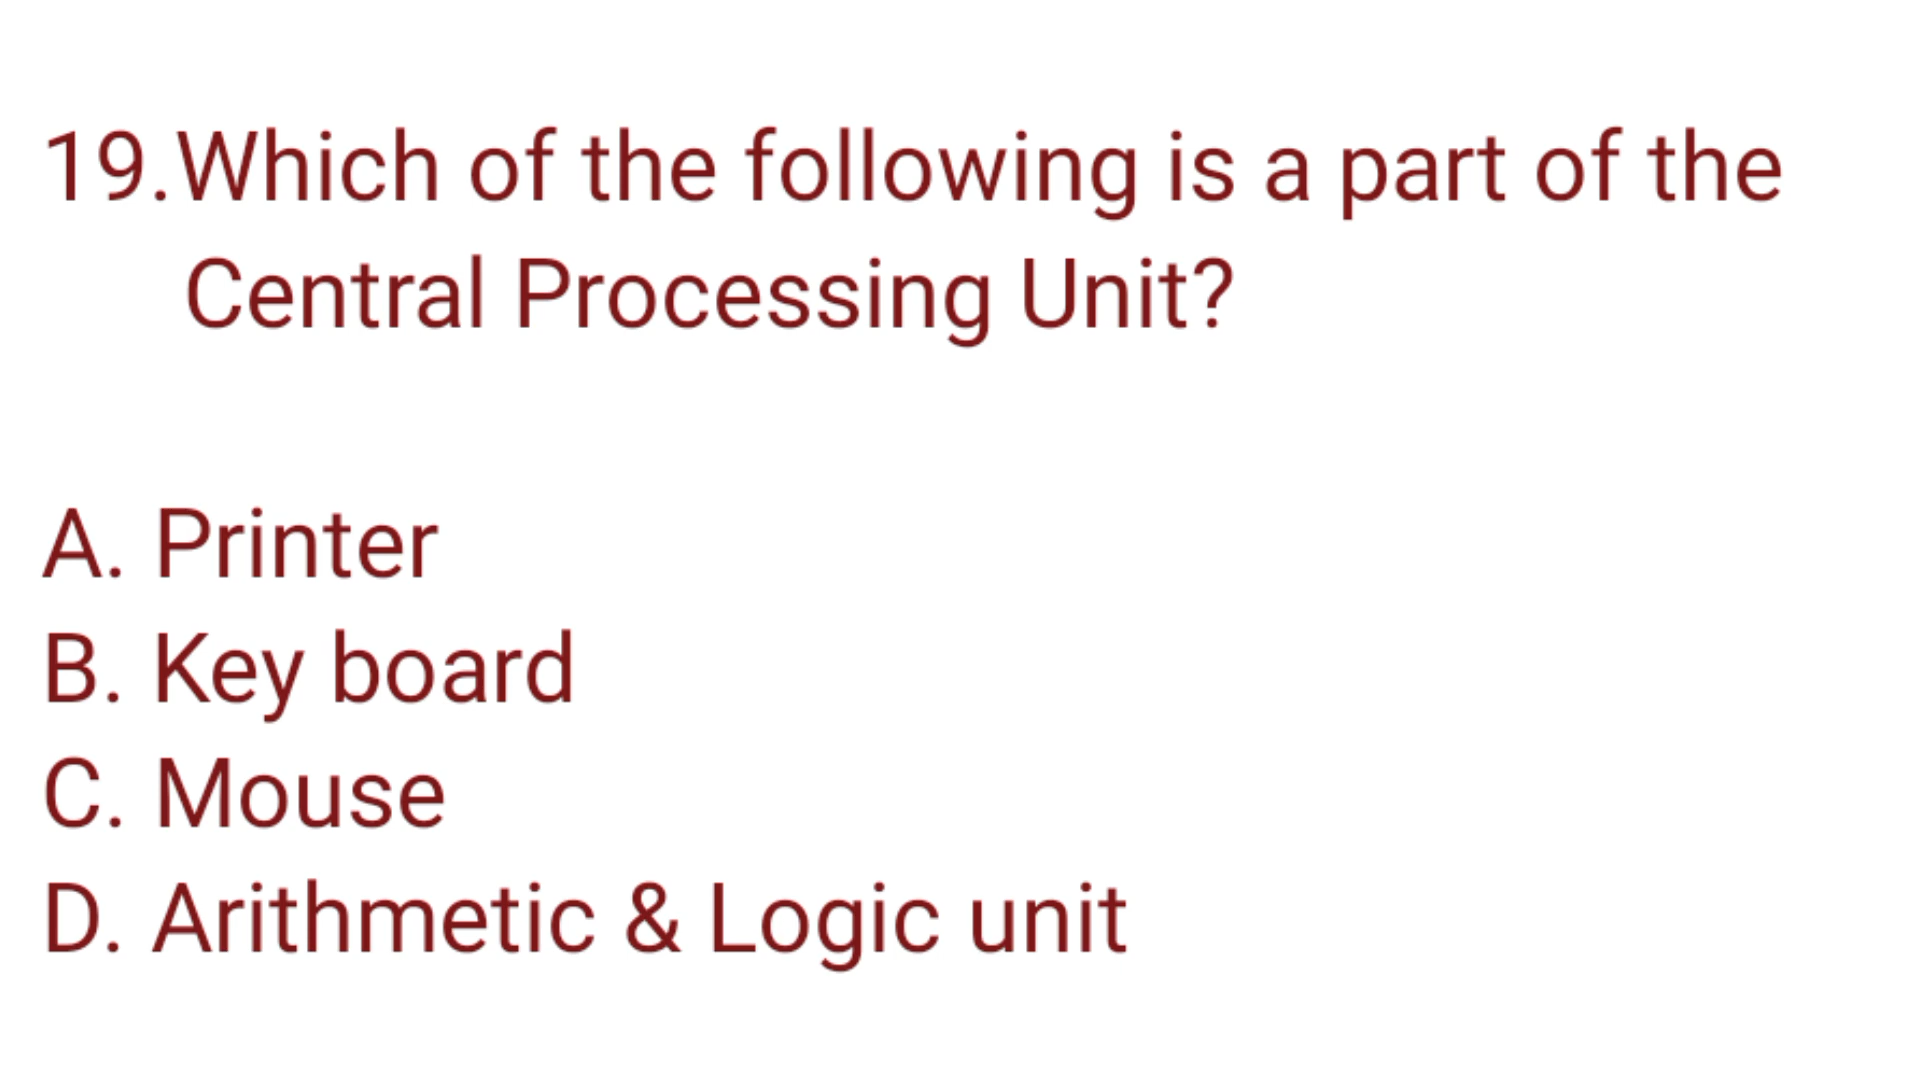 19.Which of the following is a part of the
Central Processing Unit?
A. Printer
B. Key board
C. Mouse
D. Arithmetic & Logic unit